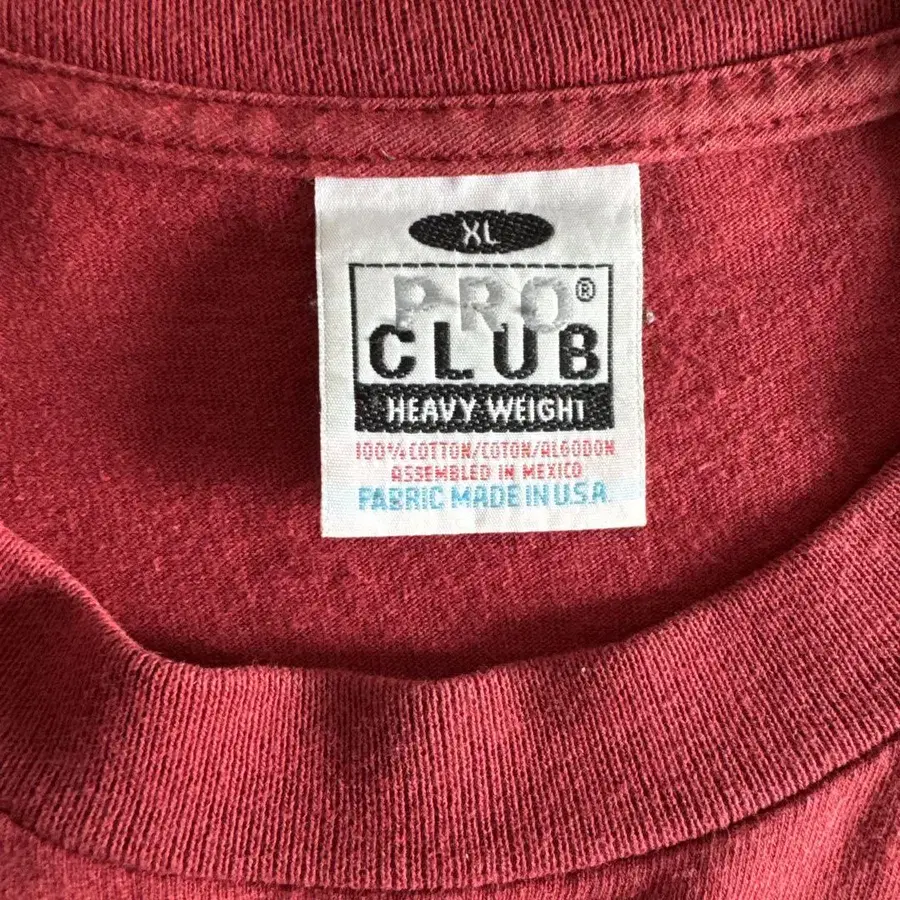 XL
PRO®
CLUB
HEAVY WEIGHT
100% COTTON/COTON/ALGODON
ASSEMBLED IN MEXICO
FABRIC MADE IN U.S.A.